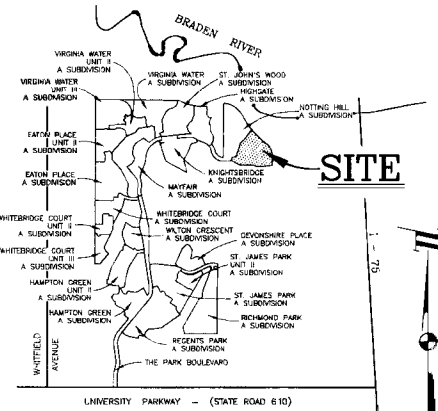 BRADEN RIVER
VIRGINIA WATER
UNIT II
A SUBDIVISION
VIRGINIA WATER
UNIT III
A SUBDIVISION
VIRGINIA WATER
A SUBDIVISION
ST. JOHN'S WOOD
A SUBDIVISION
HIGHGATE
A SUBDIVISION
NOTTING HILL
A SUBDIVISION
EATON PLACE
UNIT II
A SUBDIVISION
EATON PLACE
A SUBDIVISION
KNIGHTSBRIDGE
A SUBDIVISION
SITE
MAYFAIR
A SUBDIVISION
WHITEBRIDGE COURT
UNIT II
A SUBDIVISION
WHITEBRIDGE COURT
A SUBDIVISION
WILTON CRESCENT
A SUBDIVISION
DEVONSHIRE PLACE
A SUBDIVISION
WHITEBRIDGE COURT
UNIT III
A SUBDIVISION
ST. JAMES PARK
UNIT II
A SUBDIVISION
HAMPTON GREEN
UNIT II
A SUBDIVISION
ST. JAMES PARK
A SUBDIVISION
HAMPTON GREEN
A SUBDIVISION
RICHMOND PARK
A SUBDIVISION
REGENTS PARK
A SUBDIVISION
I - 75
WHITFIELD
AVENUE
THE PARK BOULEVARD
UNIVERSITY PARKWAY - (STATE ROAD 610)